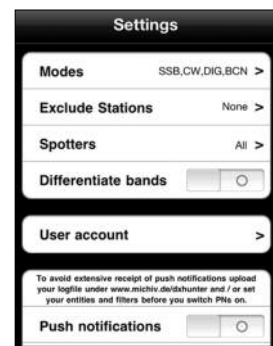 Settings
Modes SSB,CW,DIG,BCN >
Exclude Stations None >
Spotters All >
Differentiate bands
User account >
To avoid extensive receipt of push notifications upload
your logfile under www.michiv.de/dxhunter and / or set
your entities and filters before you switch PNs on.
Push notifications